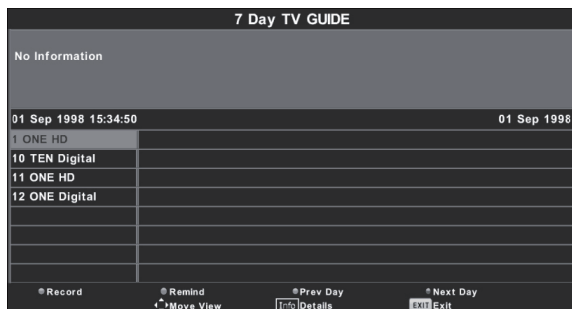 7 Day TV GUIDE
No Information
01 Sep 1998 15:34:50 01 Sep 1998
1 ONE HD
10 TEN Digital
11 ONE HD
12 ONE Digital
Record Remind Prev Day Next Day
Move View Info Details EXIT Exit